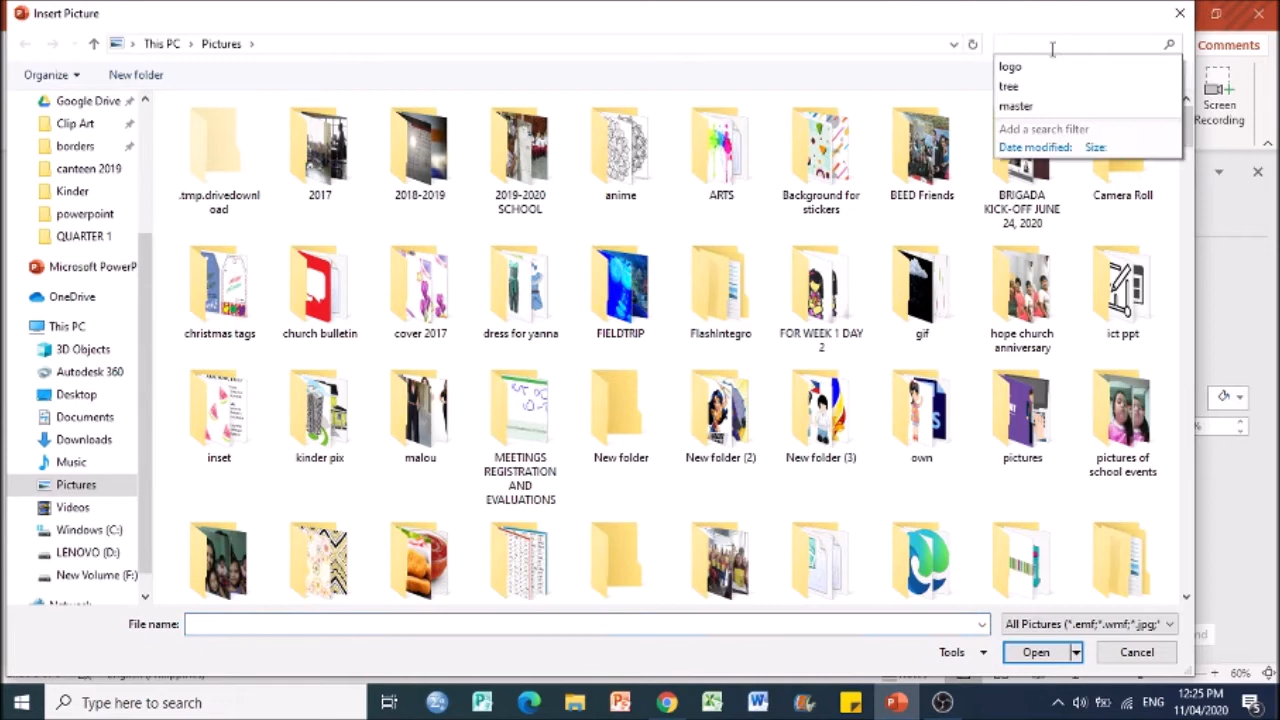 Insert Picture
This PC
Pictures
Comments
logo
tree
master
Add a search filter
Date modified:
Size:
Organize
New folder
Screen
Recording
Google Drive
Clip Art
borders
canteen 2019
Kinder
powerpoint
QUARTER 1
Microsoft PowerP
OneDrive
This PC
3D Objects
Autodesk 360
Desktop
Documents
Downloads
Music
Pictures
Videos
Windows (C:)
LENOVO (D:)
New Volume (F:)
.tmp.drivedownl
oad
2017
2018-2019
2019-2020
SCHOOL
anime
ARTS
Background for
stickers
BEED Friends
BRIGADA
KICK-OFF JUNE
24, 2020
Camera Roll
christmas tags
church bulletin
cover 2017
dress for yanna
FIELDTRIP
FlashIntegro
FOR WEEK 1 DAY
2
gif
hope church
anniversary
ict ppt
inset
kinder pix
malou
MEETINGS
REGISTRATION
AND
EVALUATIONS
New folder
New folder (2)
New folder (3)
own
pictures
pictures of
school events
File name:
All Pictures (*.emf;*.wmf;*.jpg;*
Tools
Open
Cancel
60%
Type here to search
ENG
12:25 PM
11/04/2020